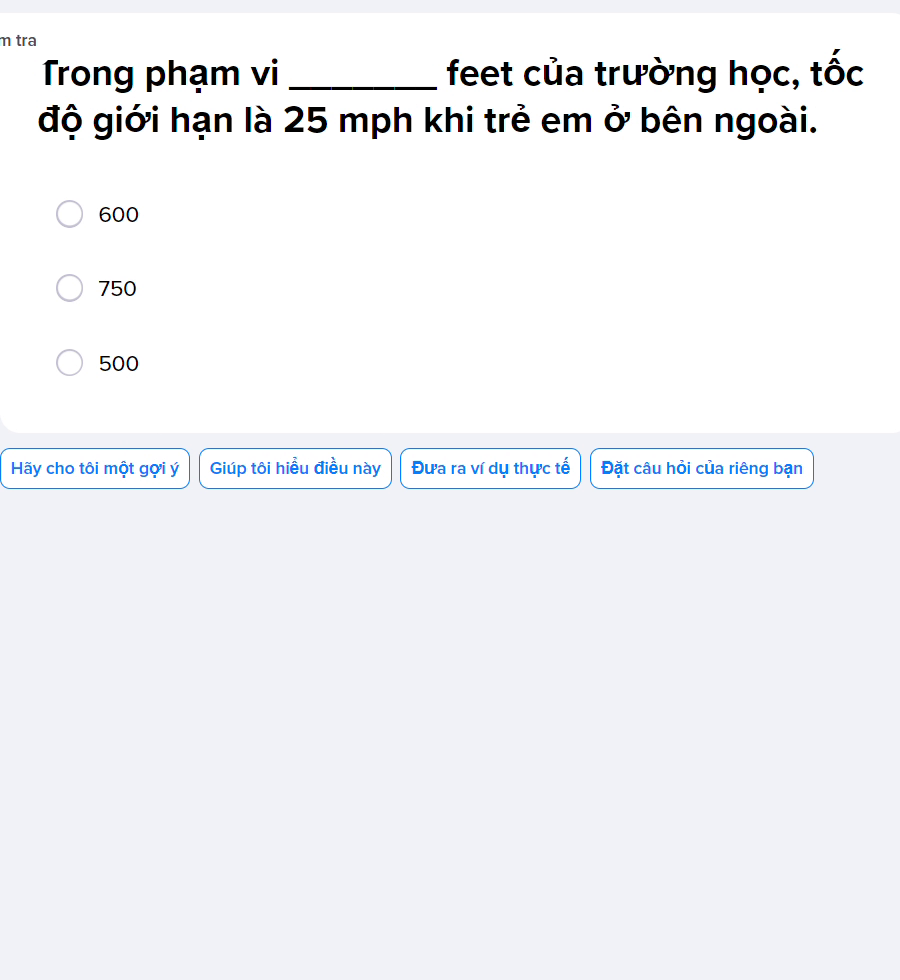 m tra
Trong phạm vi ________ feet của trường học, tốc
độ giới hạn là 25 mph khi trẻ em ở bên ngoài.
600
750
500
Hãy cho tôi một gợi ý Giúp tôi hiểu điều này Đưa ra ví dụ thực tế Đặt câu hỏi của riêng bạn